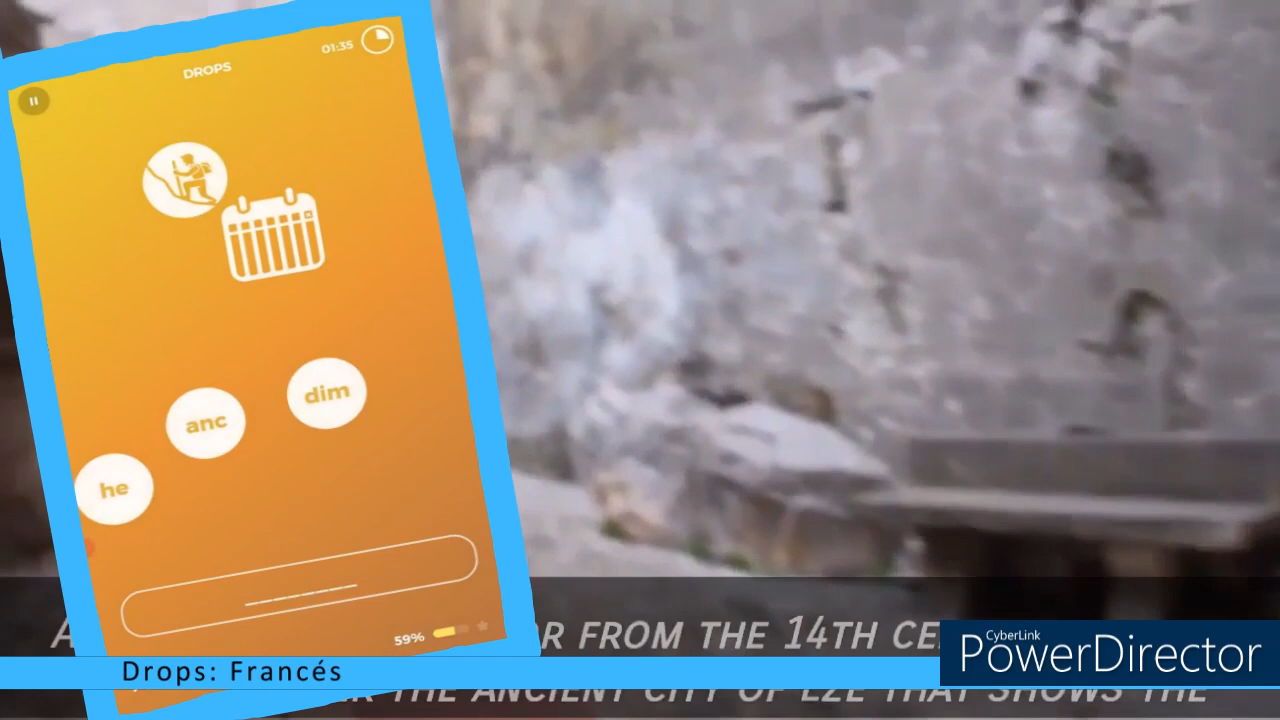 01:35
DROPS
dim
anc
he
59%
OR FROM THE 14TH
CyberLink
PowerDirector
Drops: Francés
THE ANCIENT CITY OF EZE THAT SHOWS THE